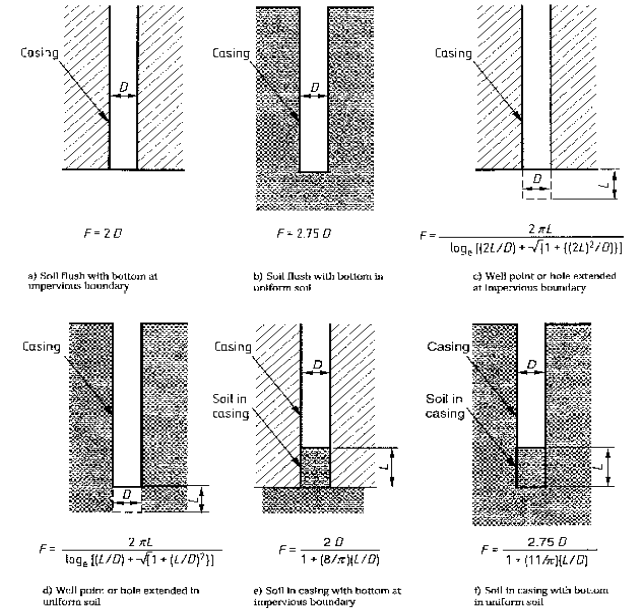 Casing
D
Casing
D
Casing
D
L
F = 2 D
F = 2.75 D
F = 2 πL / logₑ [{(2L/D) + √{1 + ((2L)²/D)}]
a) Soil flush with bottom at
impervious boundary
b) Soil flush with bottom in
uniform soil
c) Well point or hole extended
at impervious boundary
Casing
D
L
Casing
D
Soil in
casing
L
Casing
D
Soil in
casing
L
F = 2 πL / logₑ [(L/D) + √{1 + (L/D)²}]
F = 2 D / 1 + (8/π)(L/D)
F = 2.75 D / 1 + (11/π)(L/D)
d) Well point or hole extended in
uniform soil
e) Soil in casing with bottom at
impervious boundary
f) Soil in casing with bottom
in uniform soil